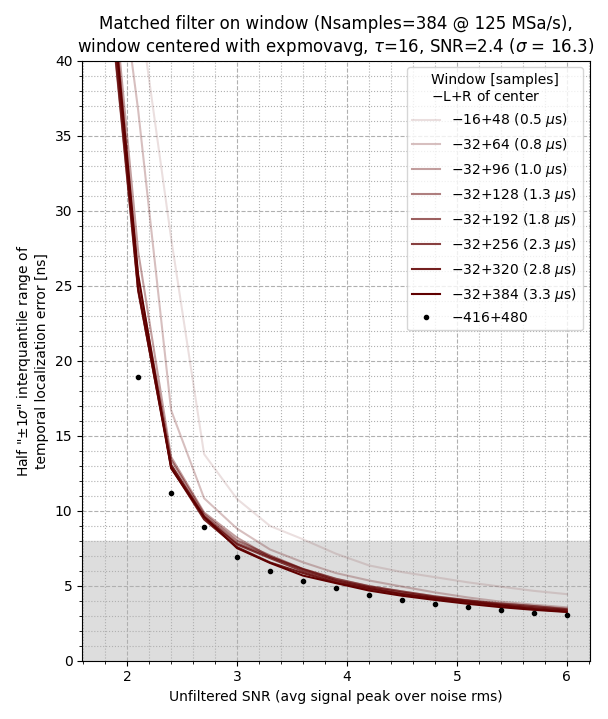 Matched filter on window (Nsamples=384 @ 125 MSa/s),
window centered with expmovavg, τ=16, SNR=2.4 (σ = 16.3)
40
35
30
25
20
15
10
5
0
Half "±1σ" interquantile range of
temporal localization error [ns]
Window [samples]
−L+R of center
−16+48 (0.5 μs)
−32+64 (0.8 μs)
−32+96 (1.0 μs)
−32+128 (1.3 μs)
−32+192 (1.8 μs)
−32+256 (2.3 μs)
−32+320 (2.8 μs)
−32+384 (3.3 μs)
−416+480
2 3 4 5 6
Unfiltered SNR (avg signal peak over noise rms)